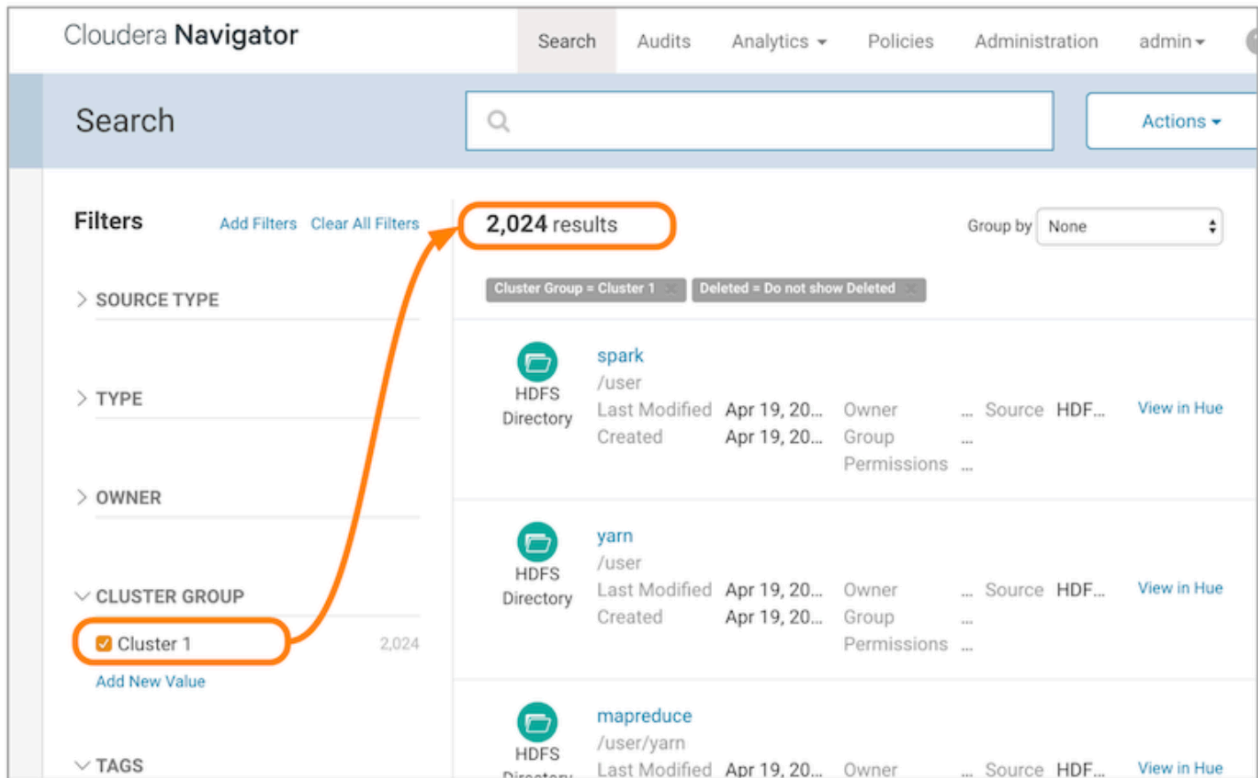 Cloudera Navigator
Search Audits Analytics Policies Administration admin
Search
Actions
Filters Add Filters Clear All Filters
2,024 results
Group by None
SOURCE TYPE
Cluster Group = Cluster 1 × Deleted = Do not show Deleted ×
TYPE
OWNER
CLUSTER GROUP
Cluster 1 2,024
Add New Value
TAGS
HDFS Directory
spark
/user
Last Modified Apr 19, 20... Owner ... Source HDF... View in Hue
Created Apr 19, 20... Group ...
Permissions ...
HDFS Directory
yarn
/user
Last Modified Apr 19, 20... Owner ... Source HDF... View in Hue
Created Apr 19, 20... Group ...
Permissions ...
HDFS Directory
mapreduce
/user/yarn
Last Modified Apr 19, 20... Owner ... Source HDF... View in Hue